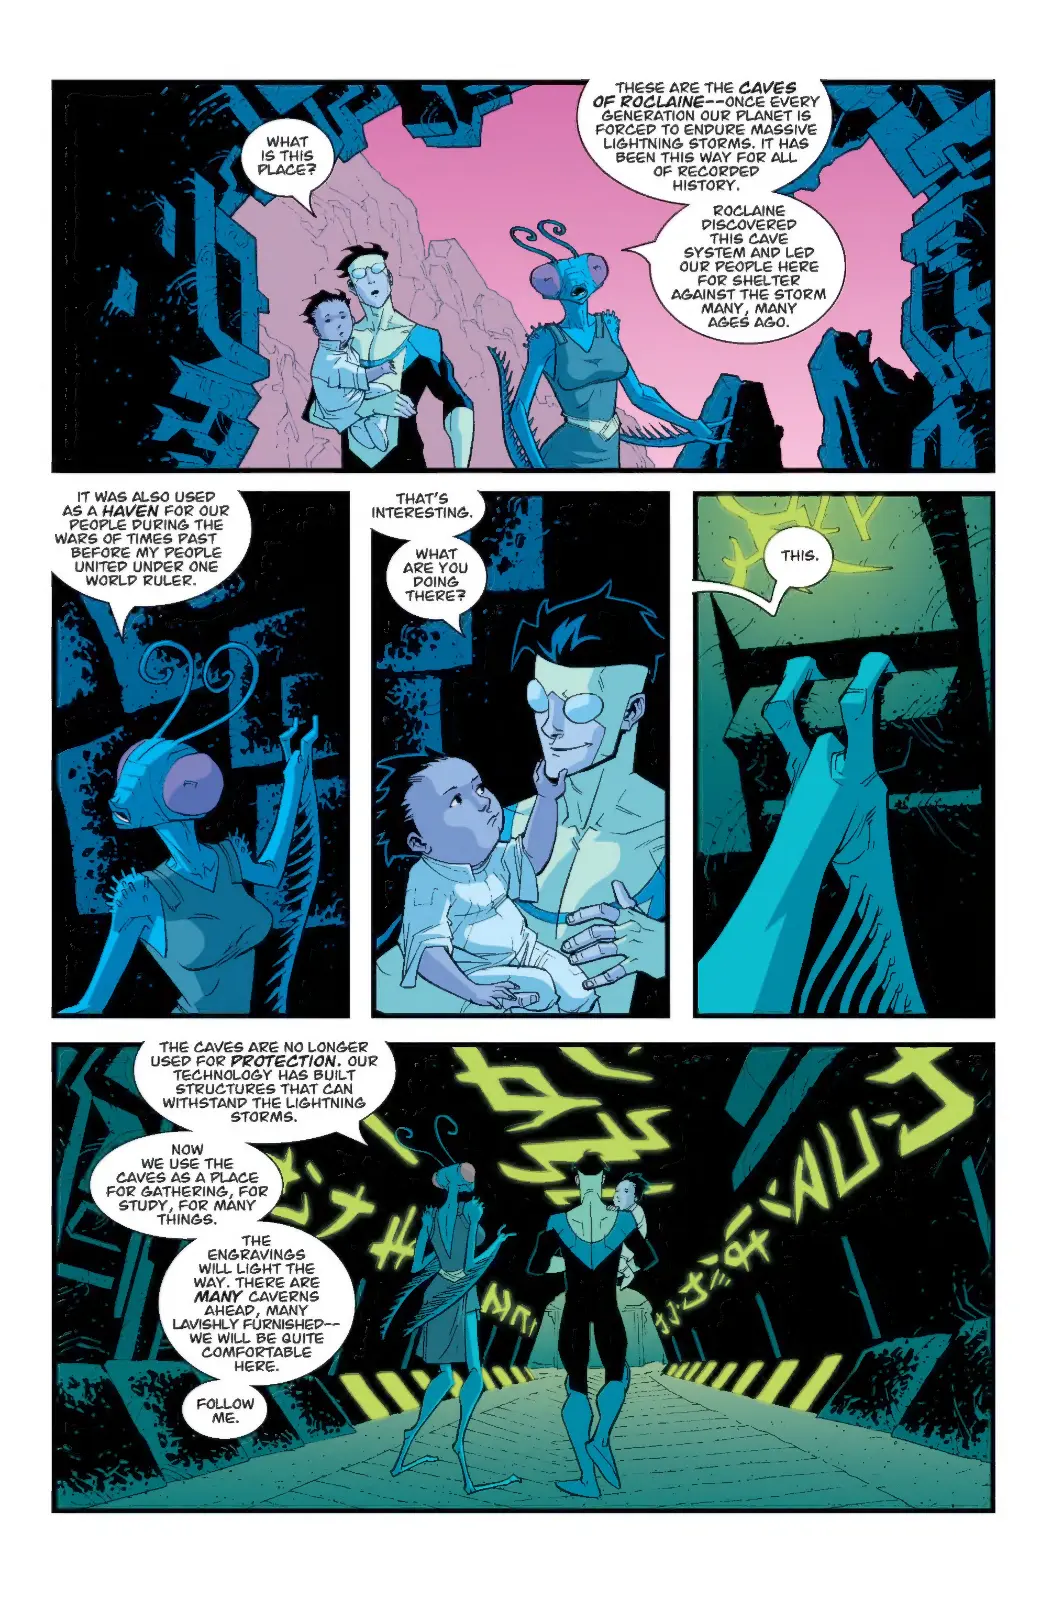 WHAT
IS THIS
PLACE?
THESE ARE THE CAVES
OF ROCLAINE--ONCE EVERY
GENERATION OUR PLANET IS
FORCED TO ENDURE MASSIVE
LIGHTNING STORMS. IT HAS
BEEN THIS WAY FOR ALL
OF RECORDED
HISTORY.
ROCLAINE
DISCOVERED
THIS CAVE
SYSTEM AND LED
OUR PEOPLE HERE
FOR SHELTER
AGAINST THE STORM
MANY, MANY
AGES AGO.
IT WAS ALSO USED
AS A HAVEN FOR OUR
PEOPLE DURING THE
WARS OF TIMES PAST
BEFORE MY PEOPLE
UNITED UNDER ONE
WORLD RULER.
THAT'S
INTERESTING.
WHAT
ARE YOU
DOING
THERE?
THIS.
THE CAVES ARE NO LONGER
USED FOR PROTECTION. OUR
TECHNOLOGY HAS BUILT
STRUCTURES THAT CAN
WITHSTAND THE LIGHTNING
STORMS.
NOW
WE USE THE
CAVES AS A PLACE
FOR GATHERING, FOR
STUDY, FOR MANY
THINGS.
THE
ENGRAVINGS
WILL LIGHT THE
WAY. THERE ARE
MANY CAVERNS
AHEAD, MANY
LAVISHLY FURNISHED--
WE WILL BE QUITE
COMFORTABLE
HERE.
FOLLOW
ME.